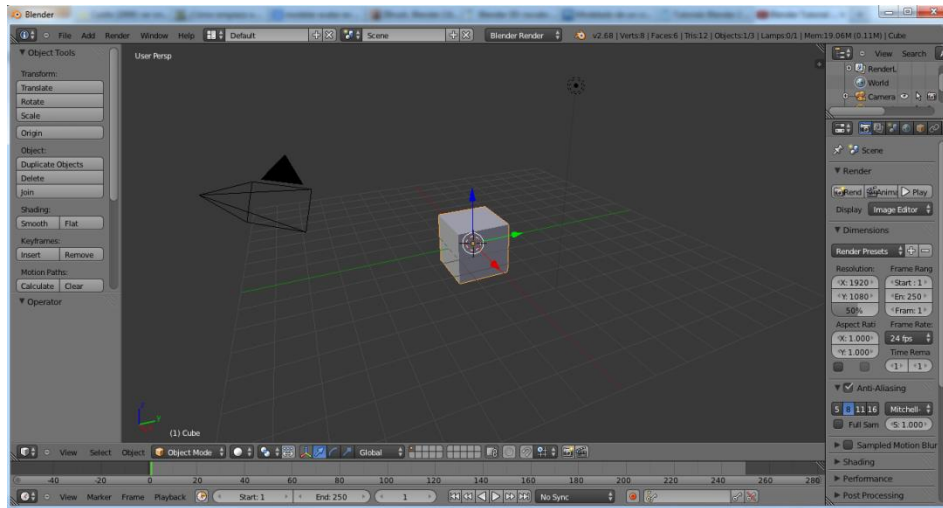 Blender
File Add Render Window Help Default Scene Blender Render v2.68 | Verts:8 | Faces:6 | Tris:12 | Objects:1/3 | Lamps:0/1 | Mem:19.06M (0.11M) | Cube
Object Tools
Transform:
Translate
Rotate
Scale
Origin
Object:
Duplicate Objects
Delete
Join
Shading:
Smooth Flat
Keyframes:
Insert Remove
Motion Paths:
Calculate Clear
Operator
User Persp
(1) Cube
View Search
RenderL
World
Camera
Scene
Render
Rend Anima Play
Display Image Editor
Dimensions
Render Presets
Resolution: Frame Rang
X: 1920 Start : 1
Y: 1080 En: 250
50% Fram: 1
Aspect Rati Frame Rate:
X: 1.000 24 fps
Y: 1.000 Time Rema
1 1
Anti-Aliasing
5 8 11 16 Mitchell-
Full Sam S: 1.000
Sampled Motion Blur
Shading
Performance
Post Processing
View Select Object Object Mode Global
-40 -20 0 20 40 60 80 100 120 140 160 180 200 220 240 260 280
View Marker Frame Playback Start: 1 End: 250 1 No Sync